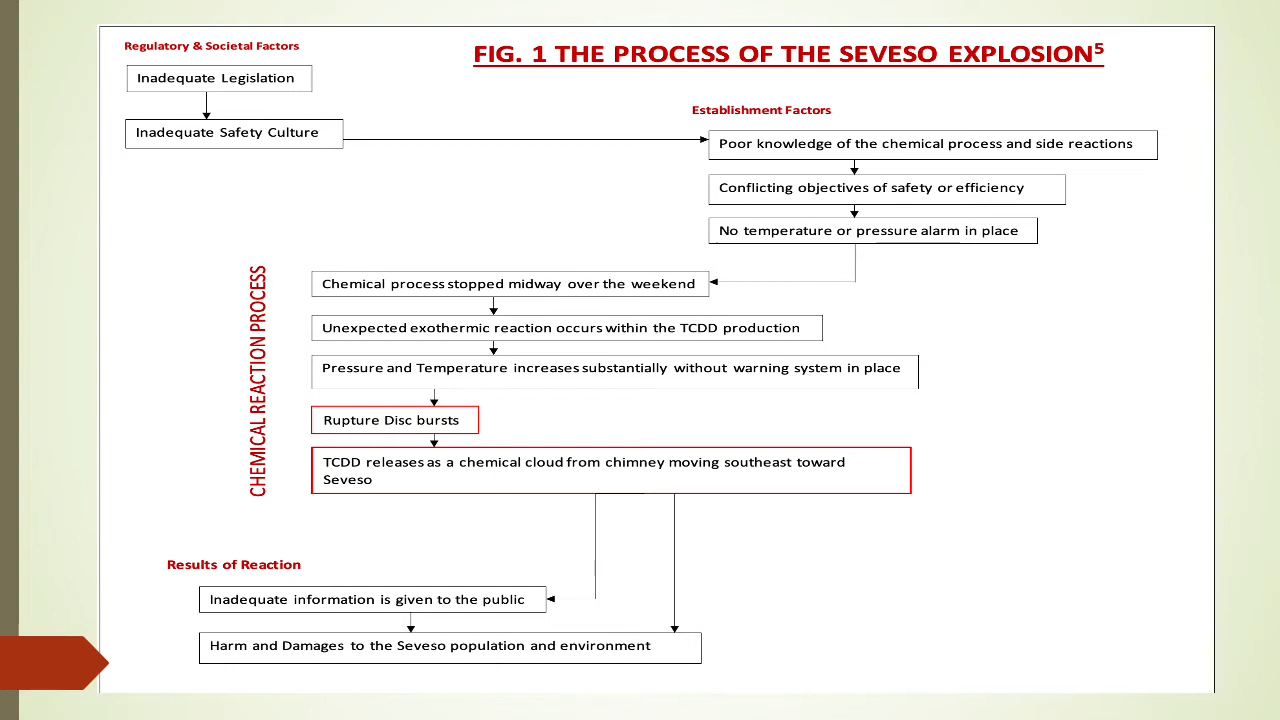 Regulatory & Societal Factors
FIG. 1 THE PROCESS OF THE SEVESO EXPLOSION5
Inadequate Legislation
Inadequate Safety Culture
Establishment Factors
Poor knowledge of the chemical process and side reactions
Conflicting objectives of safety or efficiency
No temperature or pressure alarm in place
CHEMICAL REACTION PROCESS
Chemical process stopped midway over the weekend
Unexpected exothermic reaction occurs within the TCDD production
Pressure and Temperature increases substantially without warning system in place
Rupture Disc bursts
TCDD releases as a chemical cloud from chimney moving southeast toward
Seveso
Results of Reaction
Inadequate information is given to the public
Harm and Damages to the Seveso population and environment